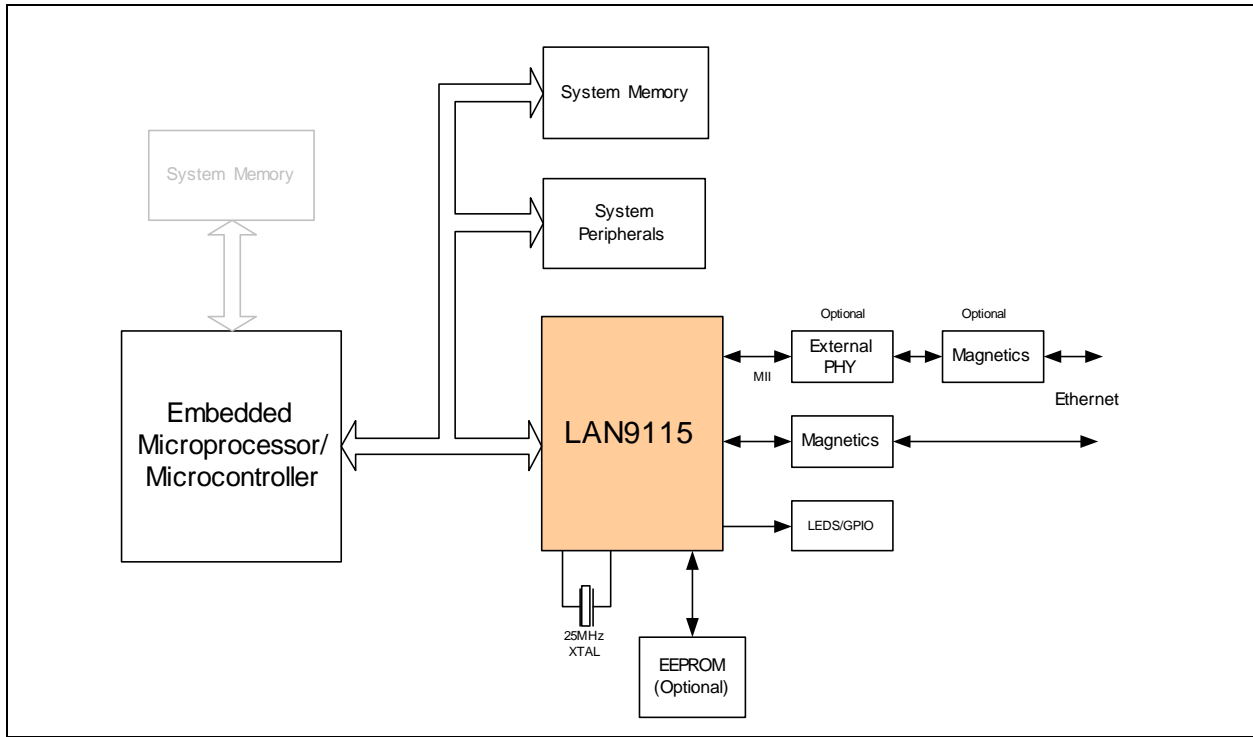 System Memory
System Memory
System
Peripherals
Embedded
Microprocessor/
Microcontroller
LAN9115
Optional
External
PHY
MII
Optional
Magnetics
Ethernet
Magnetics
LEDS/GPIO
25MHz
XTAL
EEPROM
(Optional)